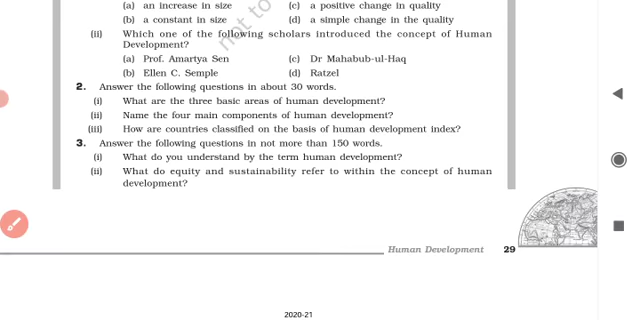 (a) an increase in size (c) a positive change in quality
(b) a constant in size (d) a simple change in the quality
(ii) Which one of the following scholars introduced the concept of Human
Development?
(a) Prof. Amartya Sen (c) Dr Mahabub-ul-Haq
(b) Ellen C. Semple (d) Ratzel
2. Answer the following questions in about 30 words.
(i) What are the three basic areas of human development?
(ii) Name the four main components of human development?
(iii) How are countries classified on the basis of human development index?
3. Answer the following questions in not more than 150 words.
(i) What do you understand by the term human development?
(ii) What do equity and sustainability refer to within the concept of human
development?
Human Development 29
2020-21
not to